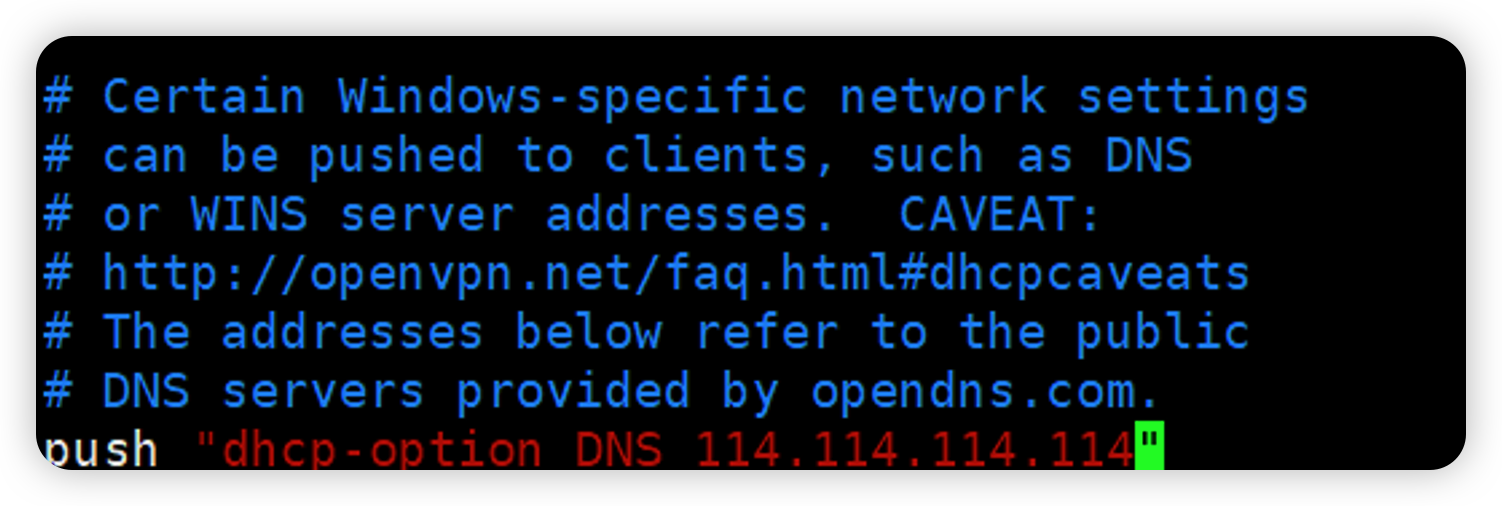 # Certain Windows-specific network settings
# can be pushed to clients, such as DNS
# or WINS server addresses.  CAVEAT:
# http://openvpn.net/faq.html#dhcpcaveats
# The addresses below refer to the public
# DNS servers provided by opendns.com.
push "dhcp-option DNS 114.114.114.114"